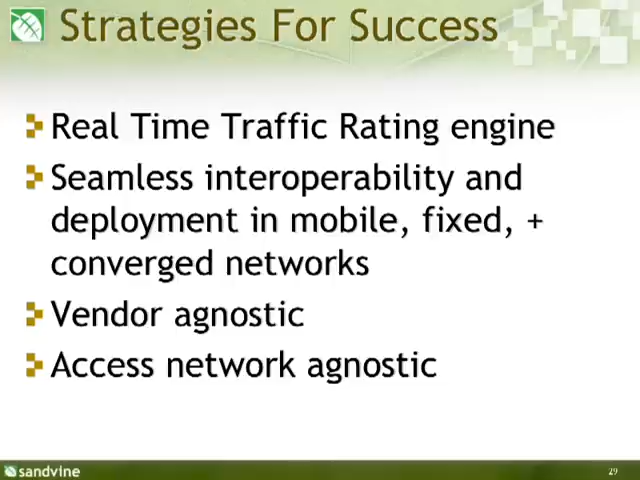 Strategies For Success
Real Time Traffic Rating engine
Seamless interoperability and
deployment in mobile, fixed, +
converged networks
Vendor agnostic
Access network agnostic
sandvine
29